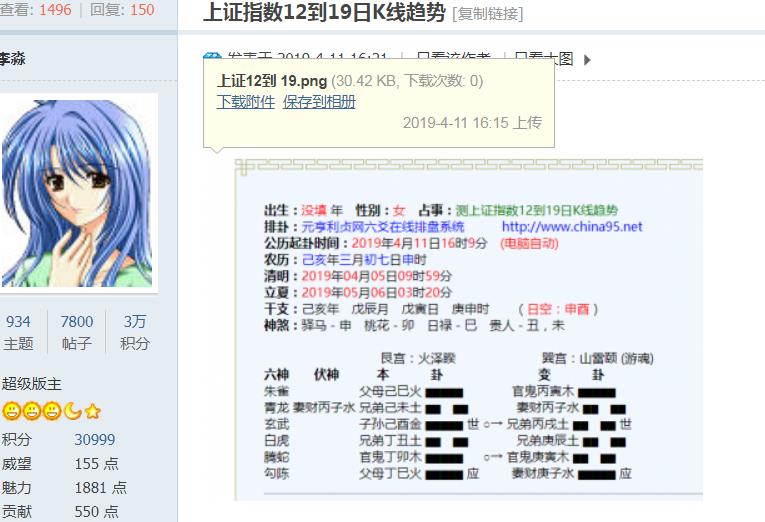 查看: 1496 | 回复: 150
上证指数12到19日K线趋势 [复制链接]
李淼
发表于 2019-4-11 16:21 | 只看该作者 | 只看大图
上证12到 19.png (30.42 KB, 下载次数: 0)
下载附件 保存到相册
2019-4-11 16:15 上传
出生：没填 年 性别：女 占事：测上证指数12到19日K线趋势
排卦：元亨利贞网六爻在线排盘系统 http://www.china95.net
公历起卦时间：2019年4月11日16时9分 (电脑自动)
农历：己亥年三月初七日申时
清明：2019年04月05日09时59分
立夏：2019年05月06日03时20分
干支：己亥年 戊辰月 戊寅日 庚申时 （日空：申酉）
神煞：驿马－申 桃花－卯 日禄－巳 贵人－丑，未
艮宫：火泽睽 巽宫：山雷颐 (游魂)
六神 伏神 本 卦 变 卦
朱雀 父母己巳火 官鬼丙寅木
青龙 妻财丙子水 兄弟己未土 妻财丙子水
玄武 子孙己酉金 世 ○→ 兄弟丙戌土 世
白虎 兄弟丁丑土 兄弟庚辰土
腾蛇 官鬼丁卯木 ○→ 官鬼庚寅木
勾陈 父母丁巳火 应 妻财庚子水 应
934 7800 3万
主题 帖子 积分
超级版主
积分 30999
威望 155 点
魅力 1881 点
贡献 550 点